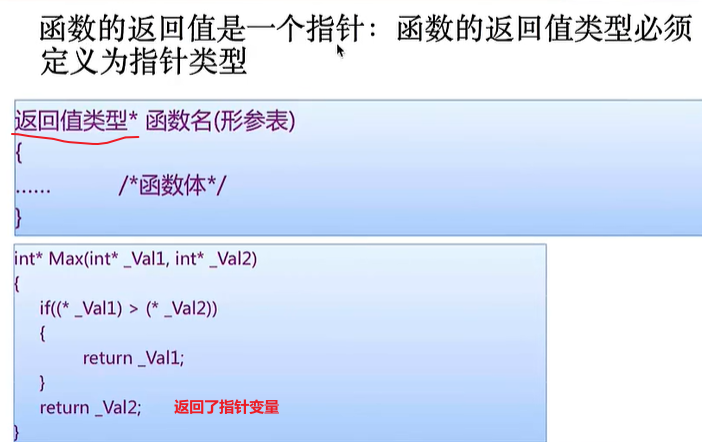 函数的返回值是一个指针：函数的返回值类型必须
定义为指针类型
返回值类型* 函数名(形参表)
{
...... /*函数体*/
}
int* Max(int* _Val1, int* _Val2)
{
if((* _Val1) > (* _Val2))
{
return _Val1;
}
return _Val2; 返回了指针变量
}